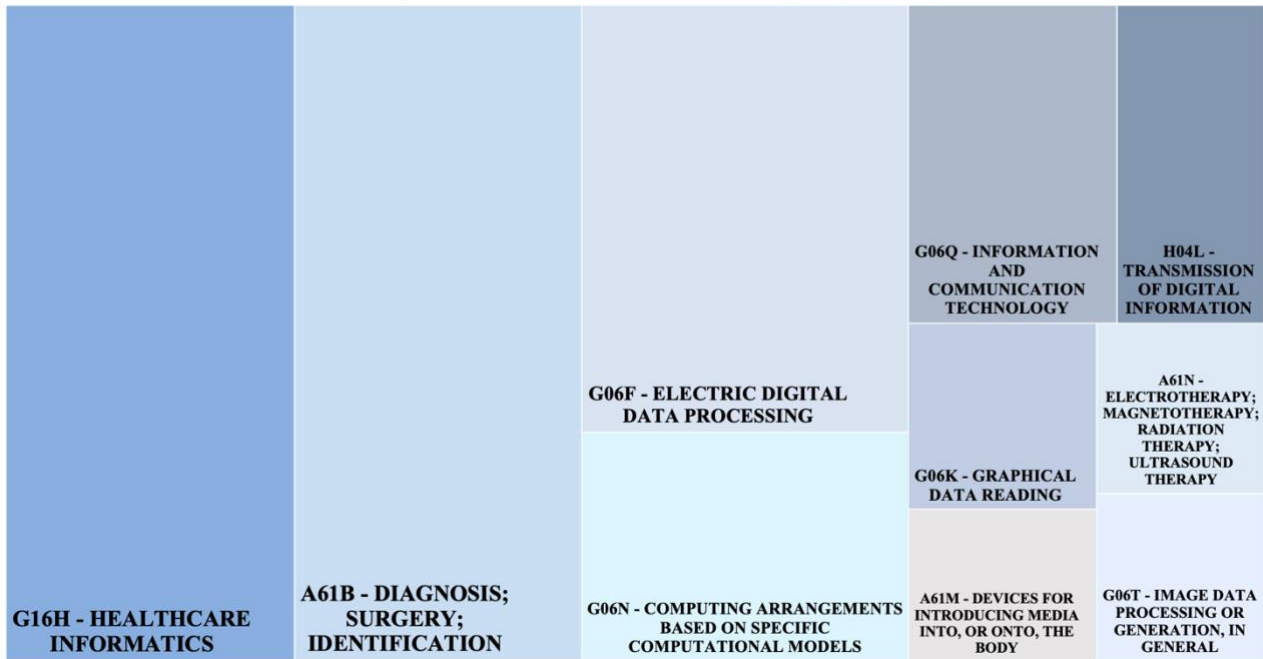 G16H - HEALTHCARE
INFORMATICS
A61B - DIAGNOSIS;
SURGERY;
IDENTIFICATION
G06F - ELECTRIC DIGITAL
DATA PROCESSING
G06N - COMPUTING ARRANGEMENTS
BASED ON SPECIFIC
COMPUTATIONAL MODELS
G06Q - INFORMATION
AND
COMMUNICATION
TECHNOLOGY
H04L -
TRANSMISSION
OF DIGITAL
INFORMATION
G06K - GRAPHICAL
DATA READING
A61N -
ELECTROTHERAPY;
MAGNETOTHERAPY;
RADIATION
THERAPY;
ULTRASOUND
THERAPY
A61M - DEVICES FOR
INTRODUCING MEDIA
INTO, OR ONTO, THE
BODY
G06T - IMAGE DATA
PROCESSING OR
GENERATION, IN
GENERAL